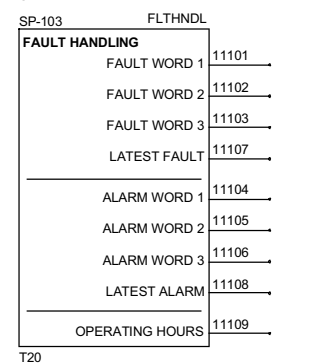 SP-103 FLTHNDL
FAULT HANDLING
FAULT WORD 1 11101
FAULT WORD 2 11102
FAULT WORD 3 11103
LATEST FAULT 11107
ALARM WORD 1 11104
ALARM WORD 2 11105
ALARM WORD 3 11106
LATEST ALARM 11108
OPERATING HOURS 11109
T20